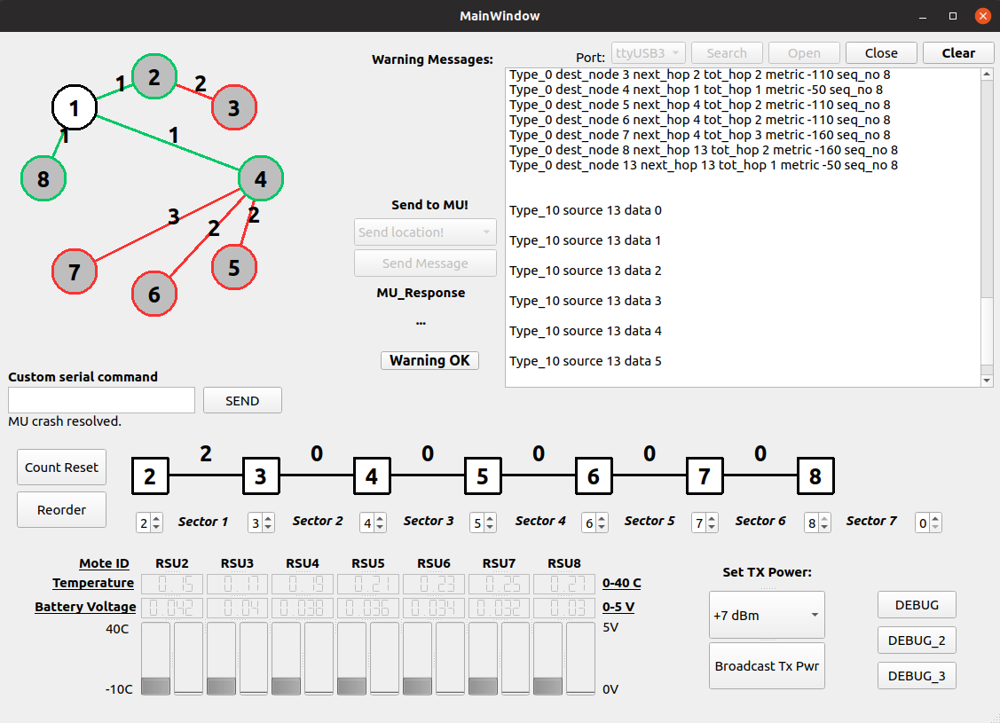 MainWindow
Warning Messages:
Port:
ttyUSB3
Search
Open
Close
Clear
1
2
2
1
3
1
1
8
4
3
2
2
7
6
5
Type_0 dest_node 3 next_hop 2 tot_hop 2 metric -110 seq_no 8
Type_0 dest_node 4 next_hop 1 tot_hop 1 metric -50 seq_no 8
Type_0 dest_node 5 next_hop 4 tot_hop 2 metric -110 seq_no 8
Type_0 dest_node 6 next_hop 4 tot_hop 2 metric -110 seq_no 8
Type_0 dest_node 7 next_hop 4 tot_hop 3 metric -160 seq_no 8
Type_0 dest_node 8 next_hop 13 tot_hop 2 metric -160 seq_no 8
Type_0 dest_node 13 next_hop 13 tot_hop 1 metric -50 seq_no 8
Type_10 source 13 data 0
Type_10 source 13 data 1
Type_10 source 13 data 2
Type_10 source 13 data 3
Type_10 source 13 data 4
Type_10 source 13 data 5
Send to MU!
Send location!
Send Message
MU_Response
...
Warning OK
Custom serial command
SEND
MU crash resolved.
Count Reset
Reorder
2 0 0 0 0 0
2 3 4 5 6 7 8
2 Sector 1 3 Sector 2 4 Sector 3 5 Sector 4 6 Sector 5 7 Sector 6 8 Sector 7 0
Mote ID RSU2 RSU3 RSU4 RSU5 RSU6 RSU7 RSU8
Temperature 0.15 0.17 0.19 0.21 0.23 0.25 0.27 0-40 C
Battery Voltage 0.042 0.04 0.038 0.036 0.034 0.032 0.03 0-5 V
40C 5V
-10C 0V
Set TX Power:
+7 dBm
Broadcast Tx Pwr
DEBUG
DEBUG_2
DEBUG_3